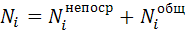 N_i = N_i^непоср + N_i^общ